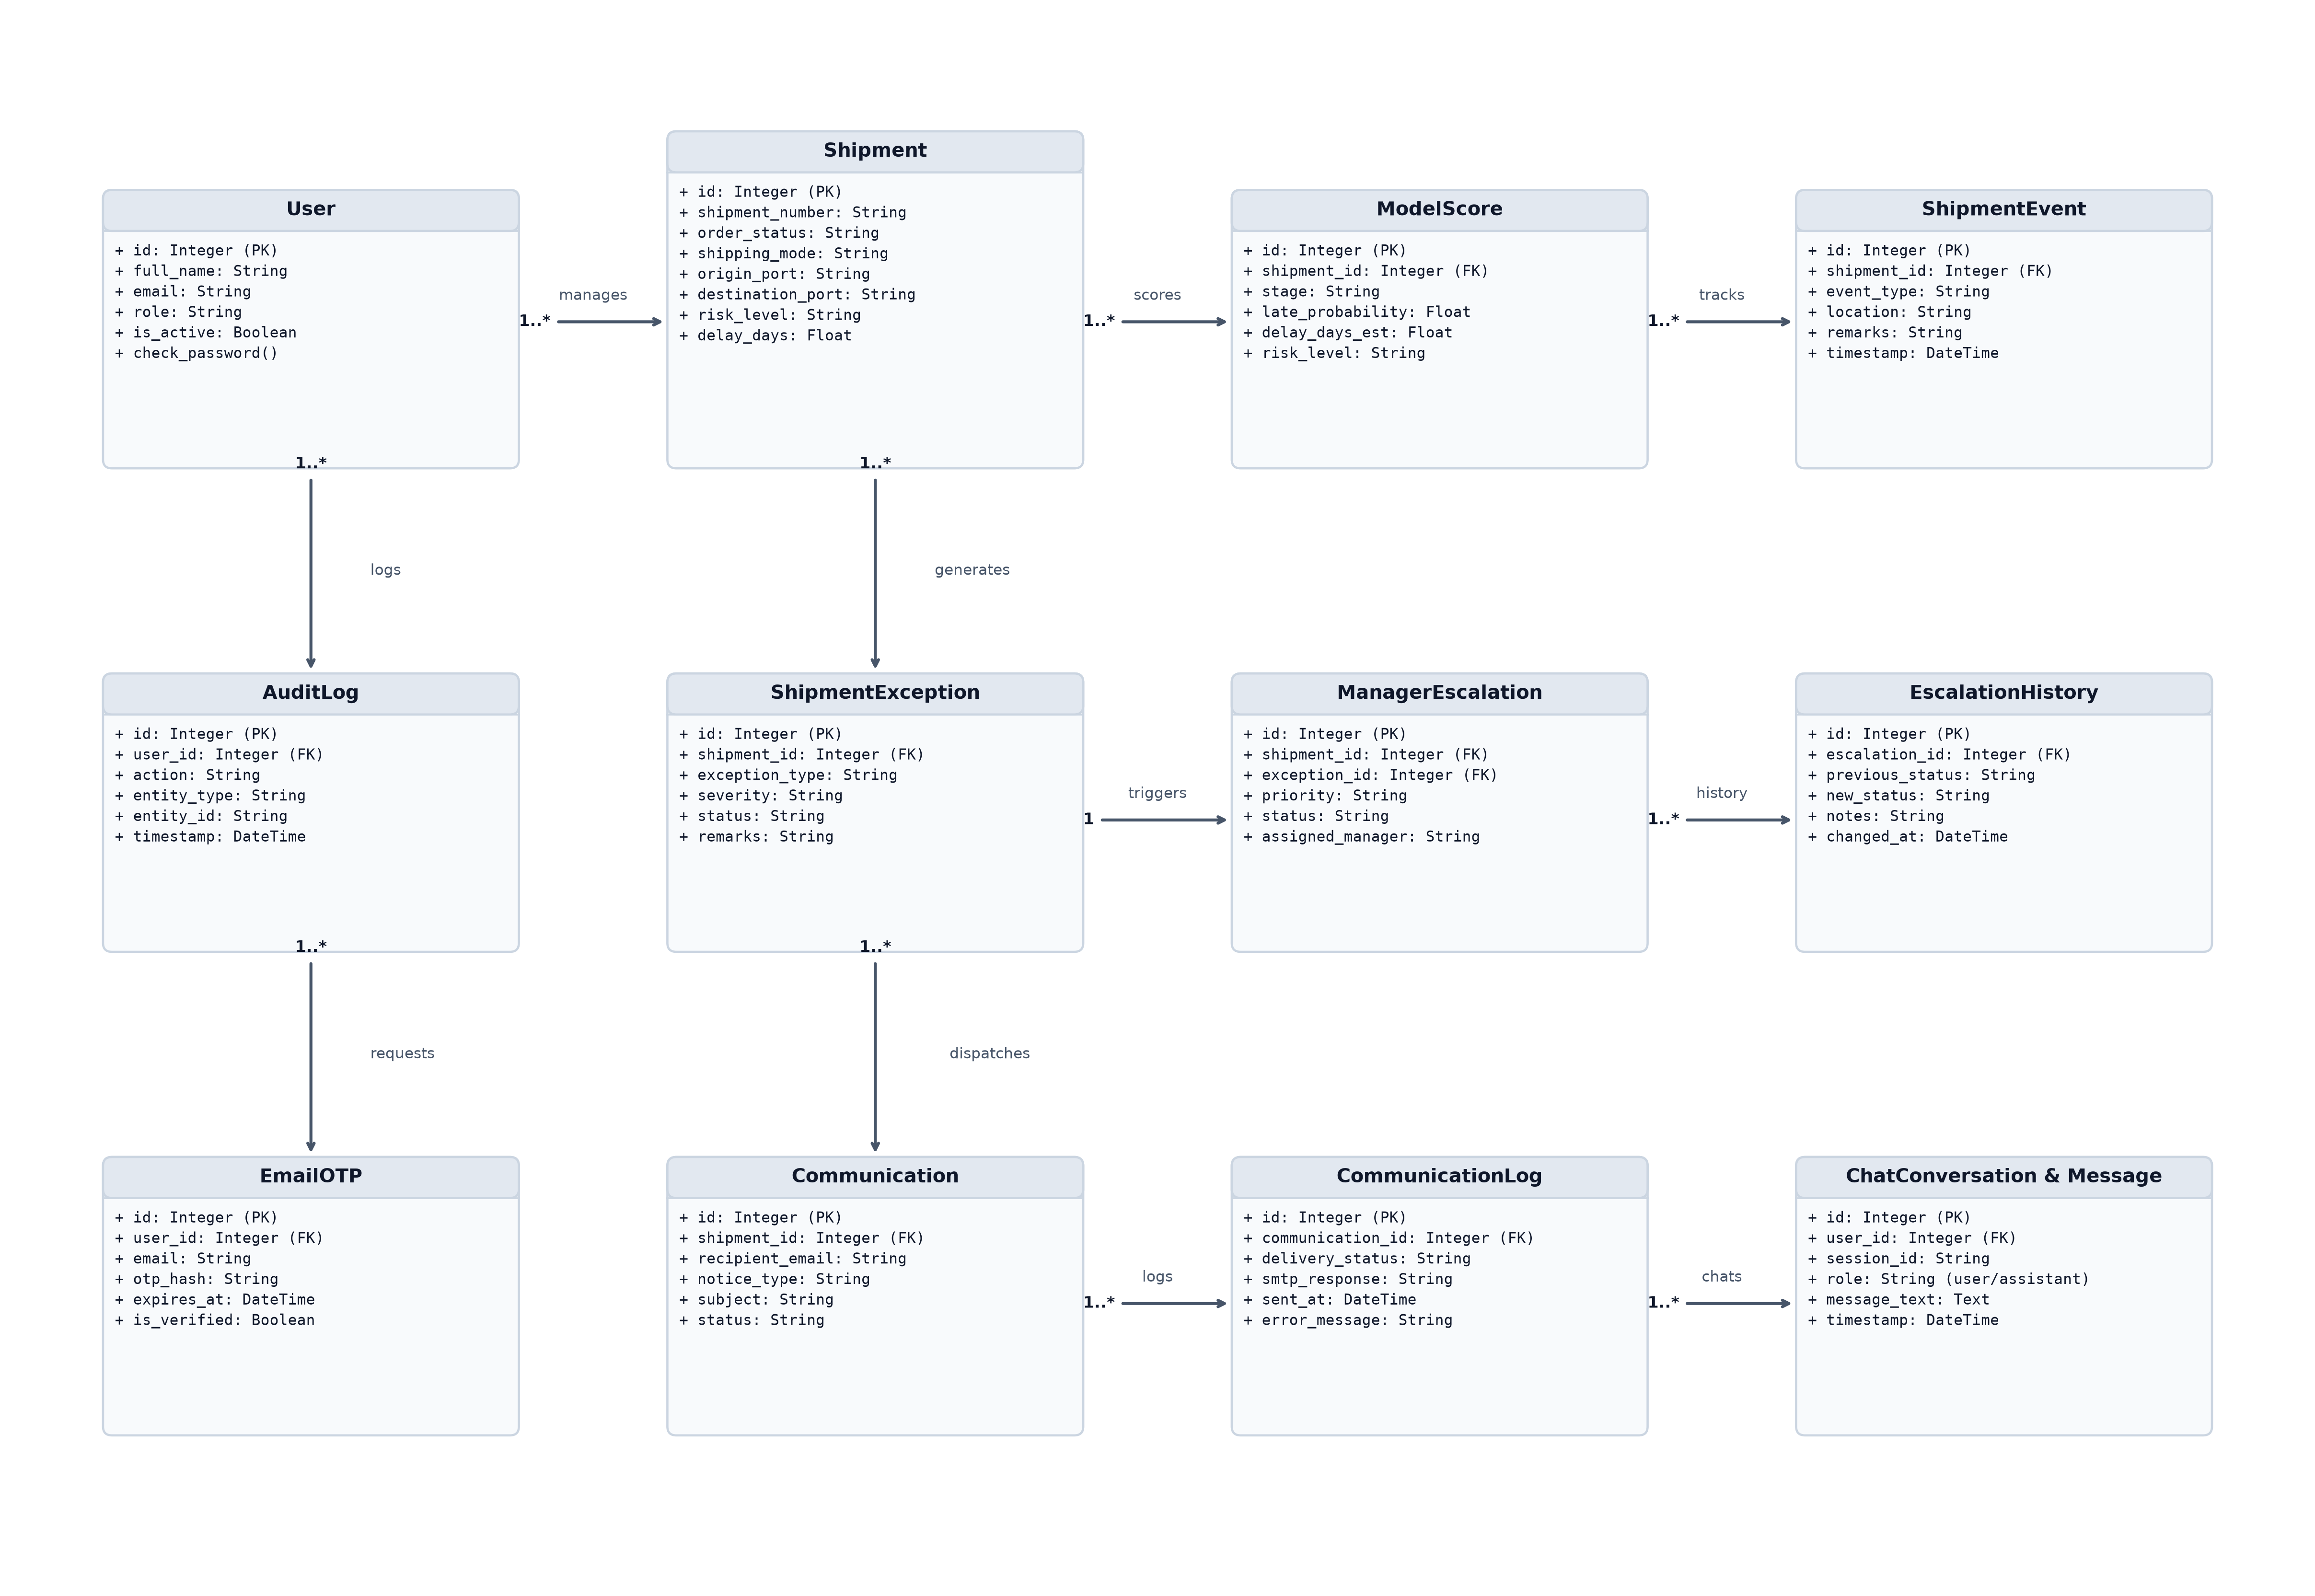 User
+ id: Integer (PK)
+ full_name: String
+ email: String
+ role: String
+ is_active: Boolean
+ check_password()
1..*
manages
1..*
Shipment
+ id: Integer (PK)
+ shipment_number: String
+ order_status: String
+ shipping_mode: String
+ origin_port: String
+ destination_port: String
+ risk_level: String
+ delay_days: Float
1..*
scores
1..*
ModelScore
+ id: Integer (PK)
+ shipment_id: Integer (FK)
+ stage: String
+ late_probability: Float
+ delay_days_est: Float
+ risk_level: String
tracks
1..*
ShipmentEvent
+ id: Integer (PK)
+ shipment_id: Integer (FK)
+ event_type: String
+ location: String
+ remarks: String
+ timestamp: DateTime
logs
generates
AuditLog
+ id: Integer (PK)
+ user_id: Integer (FK)
+ action: String
+ entity_type: String
+ entity_id: String
+ timestamp: DateTime
1..*
ShipmentException
+ id: Integer (PK)
+ shipment_id: Integer (FK)
+ exception_type: String
+ severity: String
+ status: String
+ remarks: String
1..*
triggers
1
ManagerEscalation
+ id: Integer (PK)
+ shipment_id: Integer (FK)
+ exception_id: Integer (FK)
+ priority: String
+ status: String
+ assigned_manager: String
history
1..*
EscalationHistory
+ id: Integer (PK)
+ escalation_id: Integer (FK)
+ previous_status: String
+ new_status: String
+ notes: String
+ changed_at: DateTime
requests
dispatches
EmailOTP
+ id: Integer (PK)
+ user_id: Integer (FK)
+ email: String
+ otp_hash: String
+ expires_at: DateTime
+ is_verified: Boolean
Communication
+ id: Integer (PK)
+ shipment_id: Integer (FK)
+ recipient_email: String
+ notice_type: String
+ subject: String
+ status: String
logs
1..*
CommunicationLog
+ id: Integer (PK)
+ communication_id: Integer (FK)
+ delivery_status: String
+ smtp_response: String
+ sent_at: DateTime
+ error_message: String
chats
1..*
ChatConversation & Message
+ id: Integer (PK)
+ user_id: Integer (FK)
+ session_id: String
+ role: String (user/assistant)
+ message_text: Text
+ timestamp: DateTime